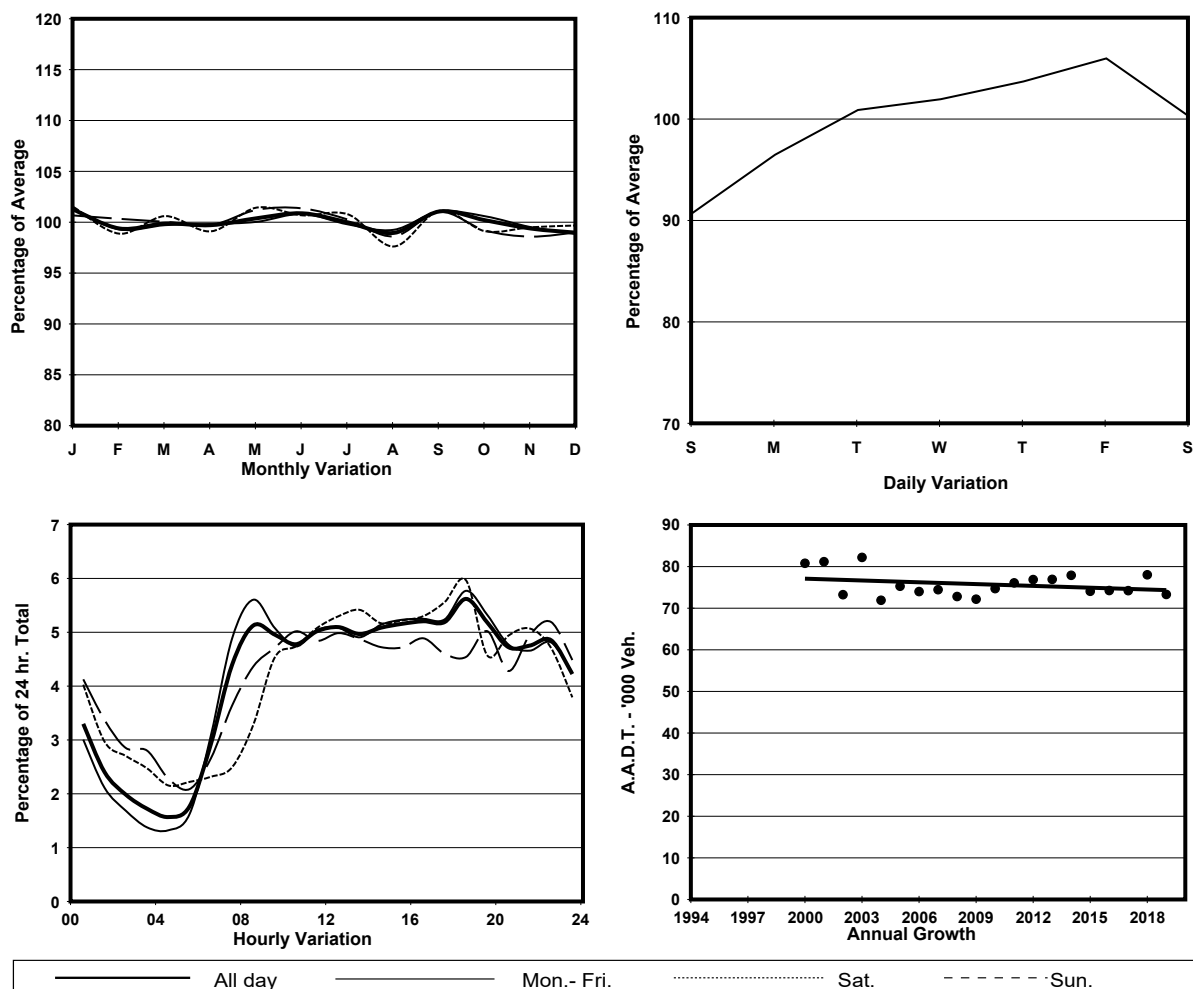 120
115
110
105
100
95
90
85
80
Percentage of Average
J F M A M J J A S O N D
Monthly Variation
110
100
90
80
70
Percentage of Average
S M T W T F S
Daily Variation
7
6
5
4
3
2
1
0
Percentage of 24 hr. Total
00 04 08 12 16 20 24
Hourly Variation
90
80
70
60
50
40
30
20
10
0
A.A.D.T. - '000 Veh.
1994 1997 2000 2003 2006 2009 2012 2015 2018
Annual Growth
All day Mon.- Fri. Sat. Sun.